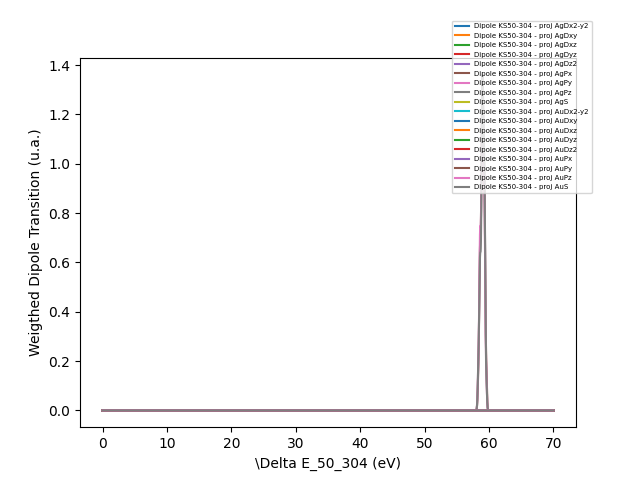 Dipole KS50-304 - proj AgDx2-y2
Dipole KS50-304 - proj AgDxy
Dipole KS50-304 - proj AgDxz
Dipole KS50-304 - proj AgDyz
Dipole KS50-304 - proj AgDz2
Dipole KS50-304 - proj AgPx
Dipole KS50-304 - proj AgPy
Dipole KS50-304 - proj AgPz
Dipole KS50-304 - proj AgS
Dipole KS50-304 - proj AuDx2-y2
Dipole KS50-304 - proj AuDxy
Dipole KS50-304 - proj AuDxz
Dipole KS50-304 - proj AuDyz
Dipole KS50-304 - proj AuDz2
Dipole KS50-304 - proj AuPx
Dipole KS50-304 - proj AuPy
Dipole KS50-304 - proj AuPz
Dipole KS50-304 - proj AuS
1.4
1.2
1.0
0.8
0.6
0.4
0.2
0.0
Weigthed Dipole Transition (u.a.)
0 10 20 30 40 50 60 70
\Delta E_50_304 (eV)